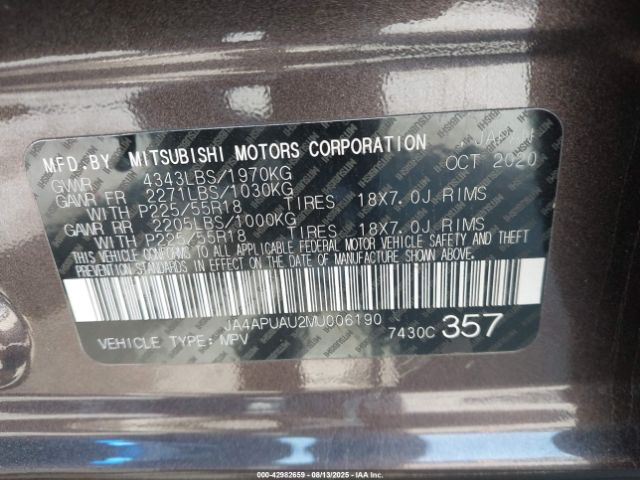 MFD.BY MITSUBISHI MOTORS CORPORATION JAPAN
GVWR 4343LBS/1970KG OCT 2020
GAWR FR 2271LBS/1030KG
WITH P225/55R18 TIRES 18X7.0J RIMS
GAWR RR 2205LBS/1000KG
WITH P225/55R18 TIRES 18X7.0J RIMS
THIS VEHICLE CONFORMS TO ALL APPLICABLE FEDERAL MOTOR VEHICLE SAFETY AND THEFT
PREVENTION STANDARDS IN EFFECT ON THE DATE OF MANUFACTURE SHOWN ABOVE.
JA4APUAU2MU006190
VEHICLE TYPE: MPV 7430C 357
000-42982659 - 08/13/2025 - IAA Inc.